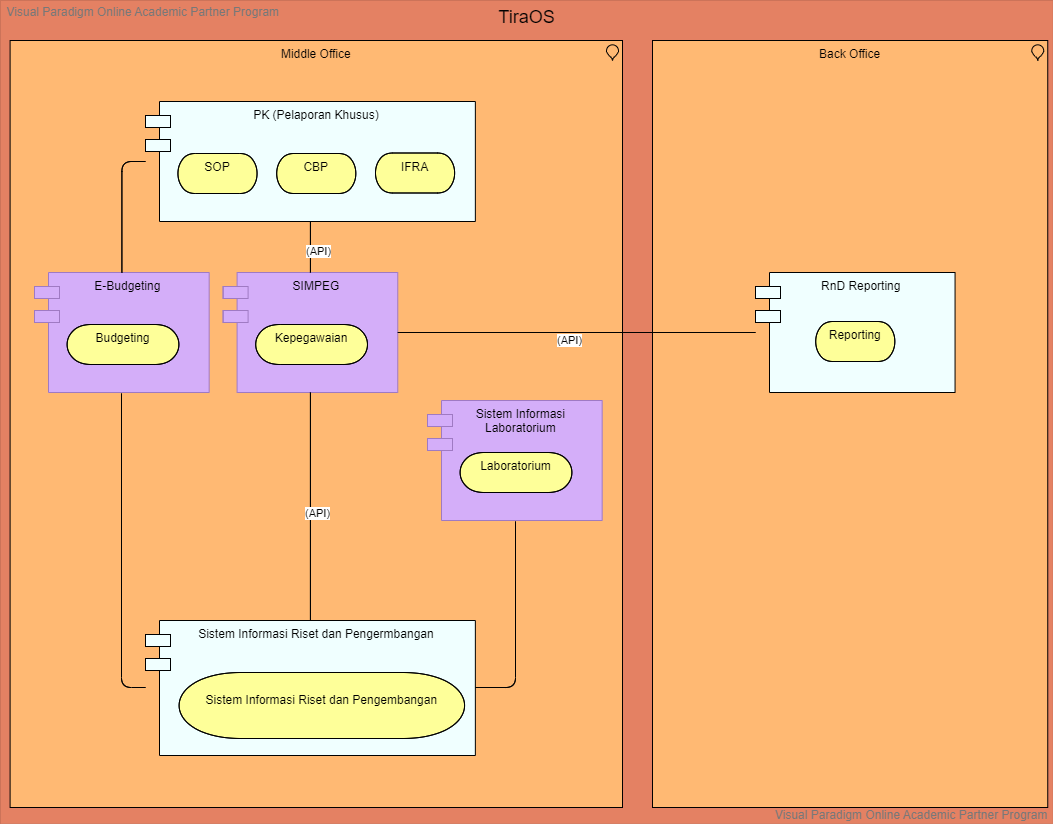 Visual Paradigm Online Academic Partner Program
TiraOS
Middle Office
Back Office
PK (Pelaporan Khusus)
SOP
CBP
IFRA
(API)
E-Budgeting
Budgeting
SIMPEG
Kepegawaian
(API)
RnD Reporting
Reporting
Sistem Informasi
Laboratorium
Laboratorium
(API)
Sistem Informasi Riset dan Pengermbangan
Sistem Informasi Riset dan Pengembangan
Visual Paradigm Online Academic Partner Program